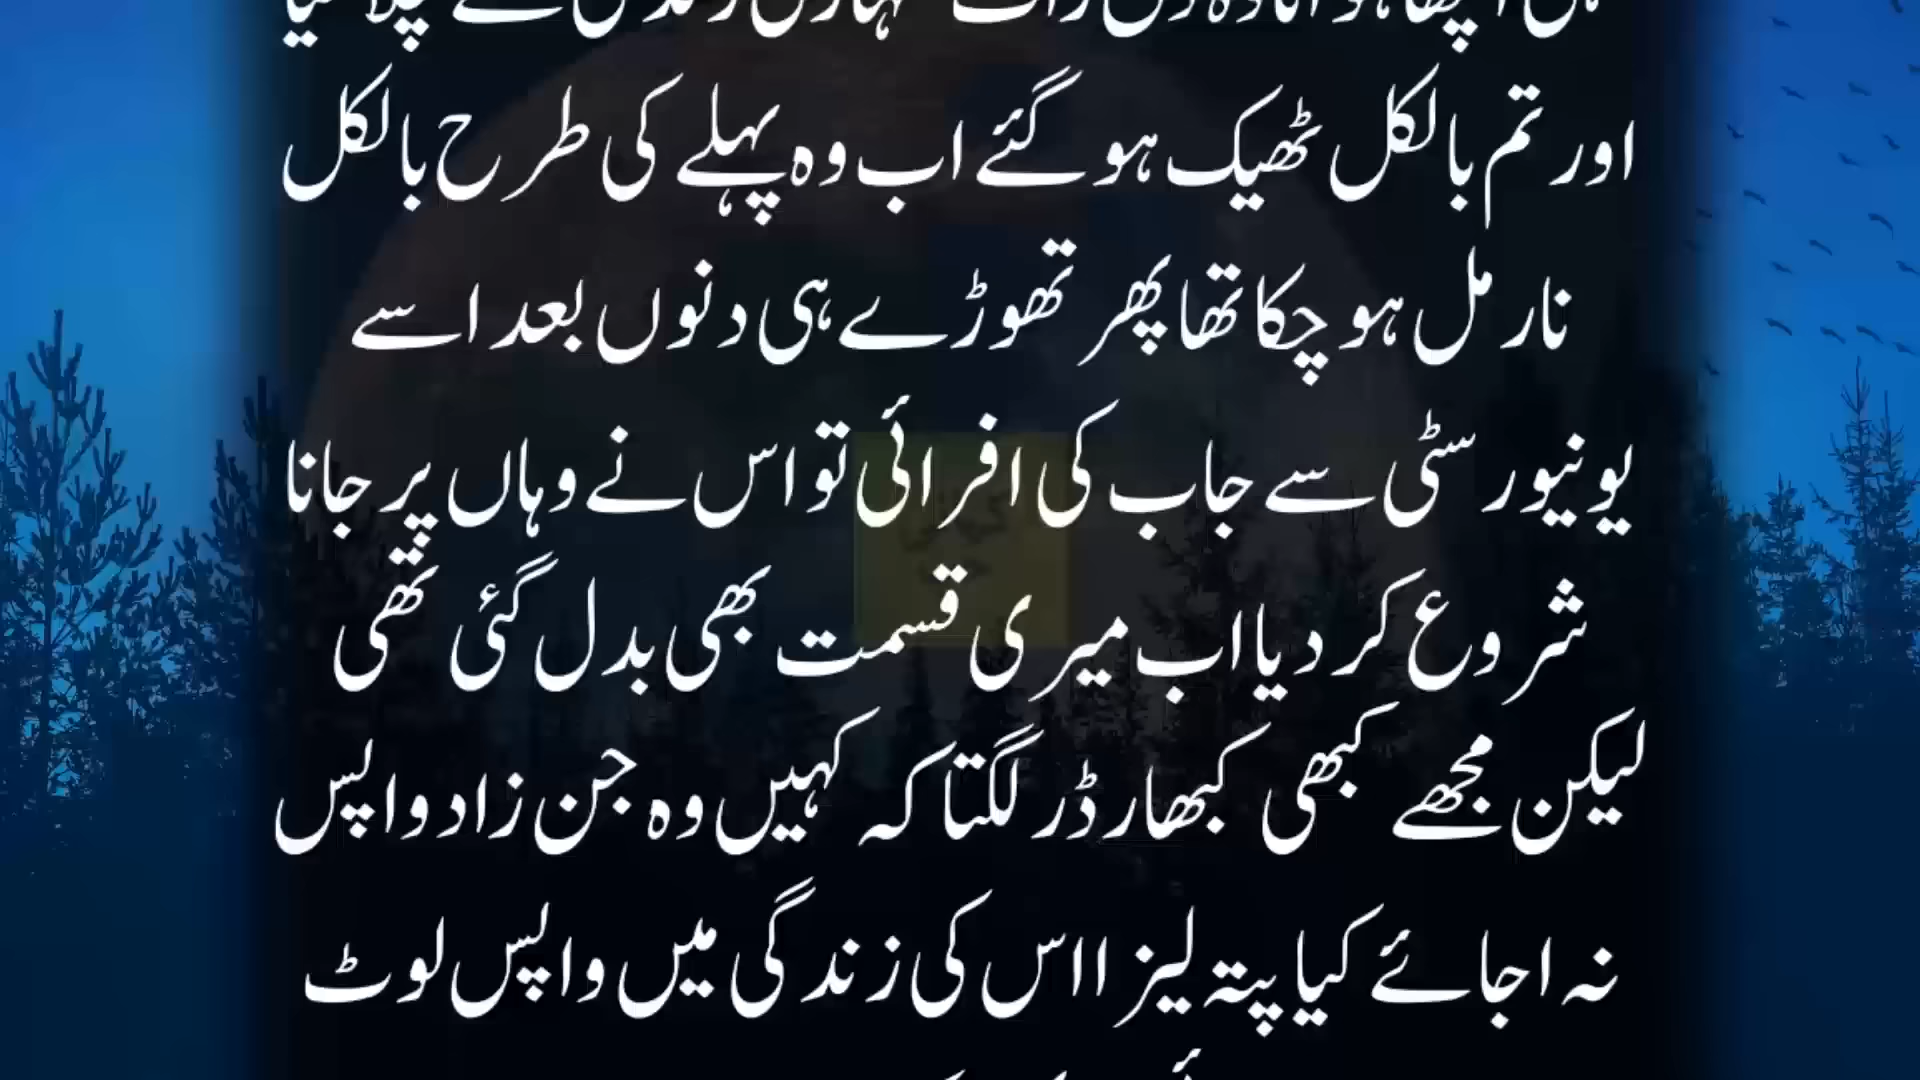 اور تم بالکل ٹھیک ہو گئے اب وہ پہلے کی طرح بالکل
نارمل ہو چکا تھا پھر تھوڑے ہی دنوں بعد اسے
یونیورسٹی سے جاب کی افرائی تو اس نے وہاں پر جانا
شروع کر دیا اب میری قسمت بھی بدل گئی تھی
لیکن مجھے کبھی کبھار ڈر لگتا کہ کہیں وہ جن زاد واپس
نہ اجائے کیا پتہ لیزا اس کی زندگی میں واپس لوٹ